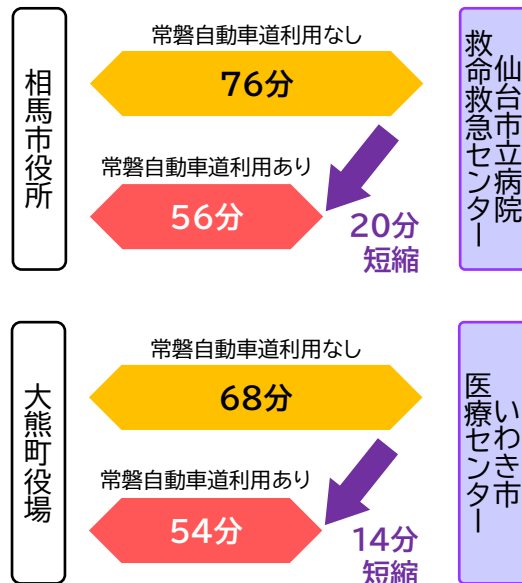 相馬市役所
常磐自動車道利用なし
76分
常磐自動車道利用あり
56分
20分
短縮
仙台市立病院
救命救急センター
大熊町役場
常磐自動車道利用なし
68分
常磐自動車道利用あり
54分
14分
短縮
いわき市
医療センター